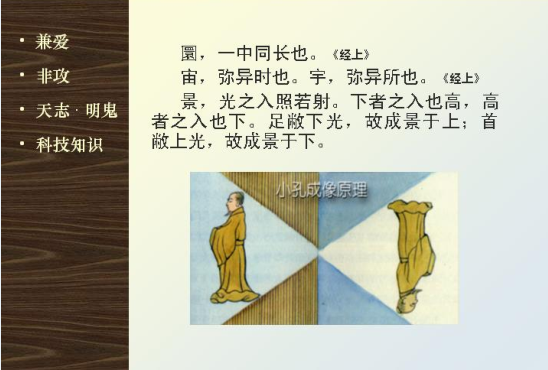 兼爱
非攻
天志·明鬼
科技知识
圜，一中同长也。《经上》
宙，弥异时也。宇，弥异所也。《经上》
景，光之入照若射。下者之入也高，高
者之入也下。足敝下光，故成景于上；首
敝上光，故成景于下。
小孔成像原理